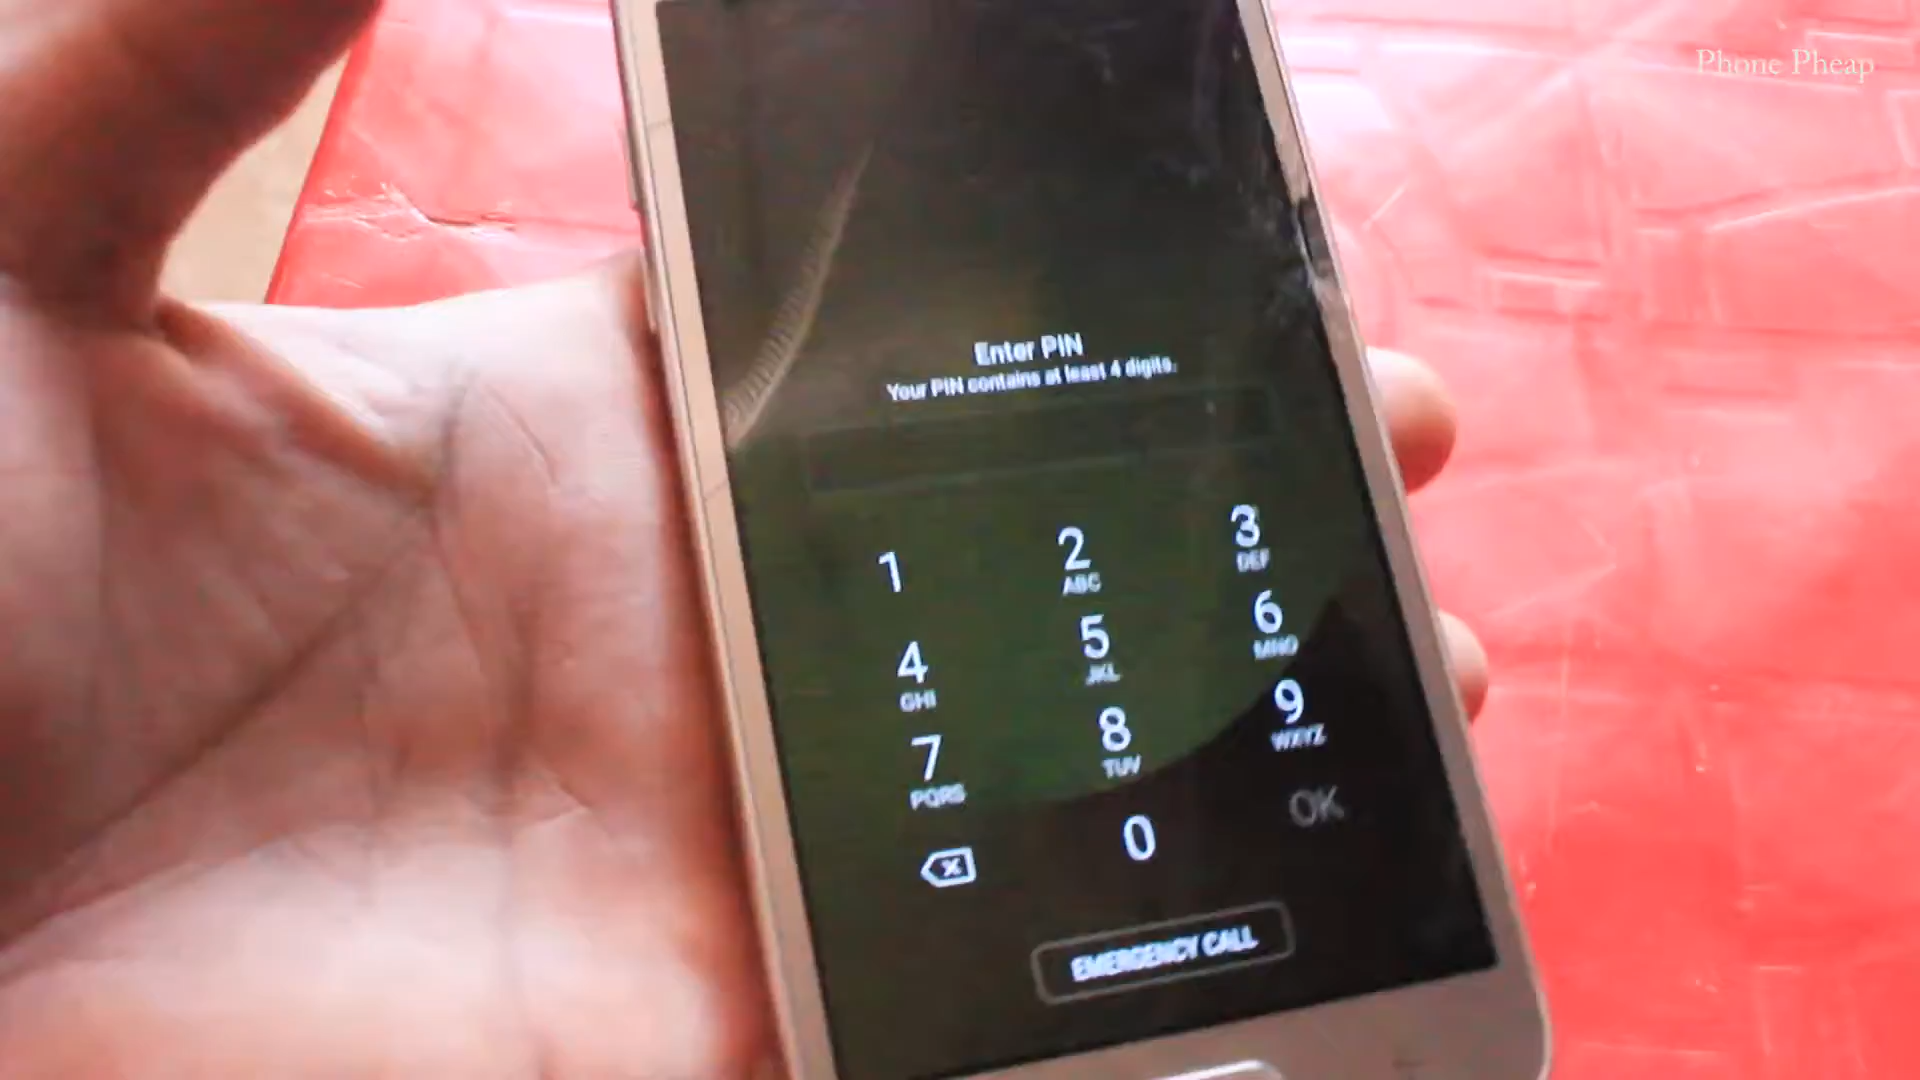 Phone Pheap
Enter PIN
Your PIN contains at least 4 digits.
1
2
ABC
3
DEF
4
GHI
5
JKL
6
MNO
7
PQRS
8
TUV
9
WXYZ
0
OK
EMERGENCY CALL